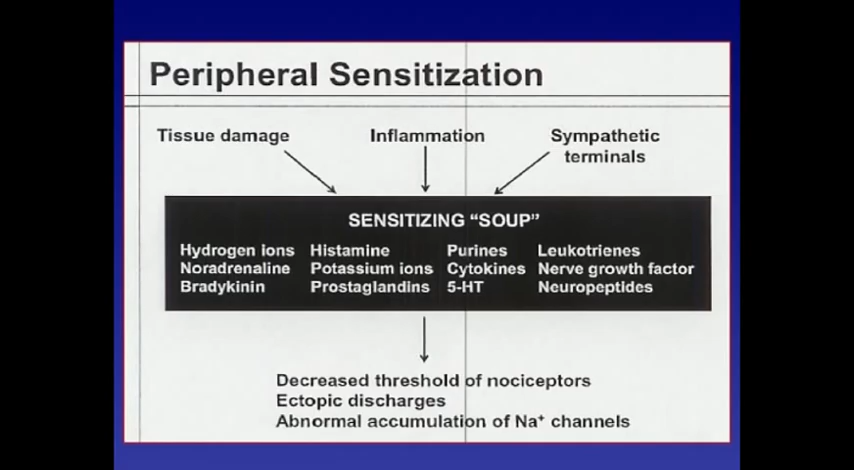 Peripheral Sensitization
Tissue damage
Inflammation
Sympathetic
terminals
SENSITIZING “SOUP”
Hydrogen ions Histamine Purines Leukotrienes
Noradrenaline Potassium ions Cytokines Nerve growth factor
Bradykinin Prostaglandins 5-HT Neuropeptides
Decreased threshold of nociceptors
Ectopic discharges
Abnormal accumulation of Na⁺ channels